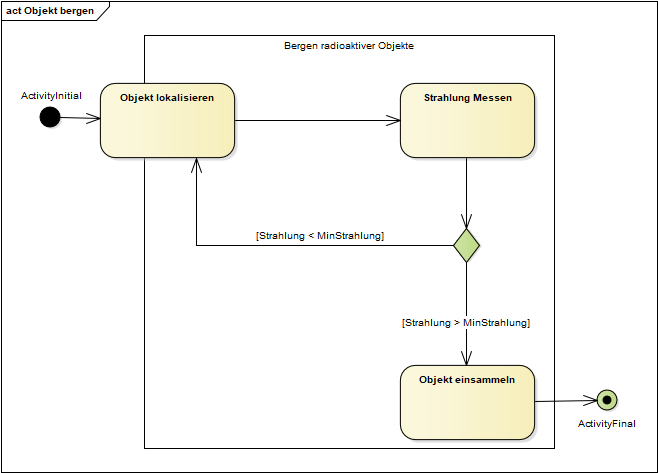 act Objekt bergen
Bergen radioaktiver Objekte
ActivityInitial
Objekt lokalisieren
Strahlung Messen
[Strahlung < MinStrahlung]
[Strahlung > MinStrahlung]
Objekt einsammeln
ActivityFinal